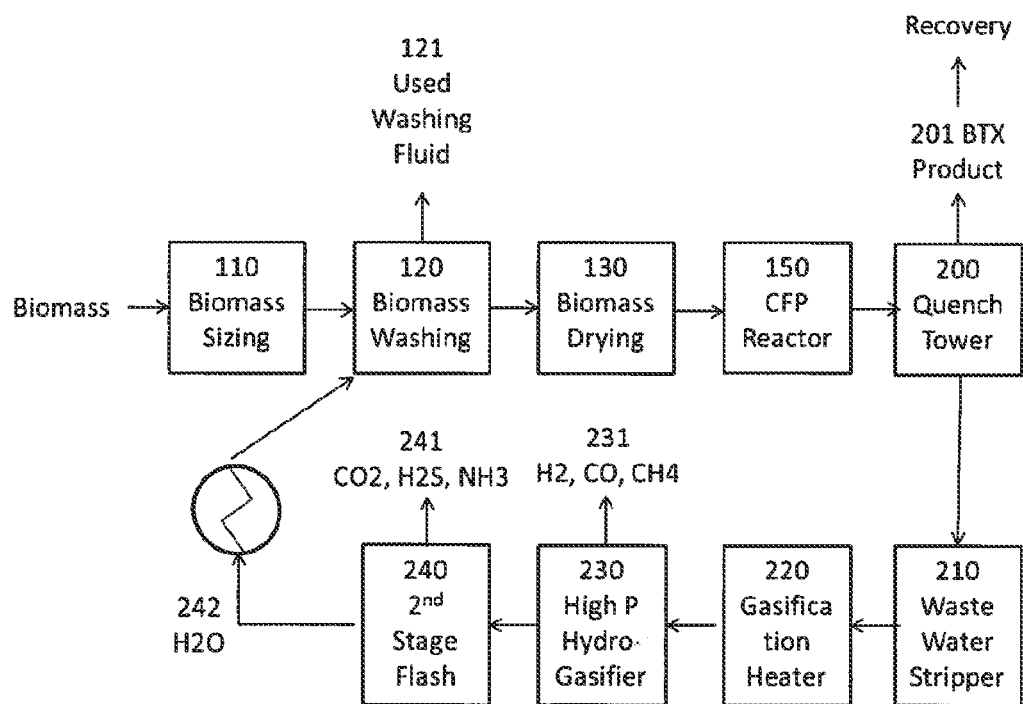 Recovery
121
Used
Washing
Fluid
201 BTX
Product
Biomass
110
Biomass
Sizing
120
Biomass
Washing
130
Biomass
Drying
150
CFP
Reactor
200
Quench
Tower
241
CO2, H2S, NH3
231
H2, CO, CH4
242
H2O
240
2nd
Stage
Flash
230
High P
Hydro-
Gasifier
220
Gasifica
tion
Heater
210
Waste
Water
Stripper